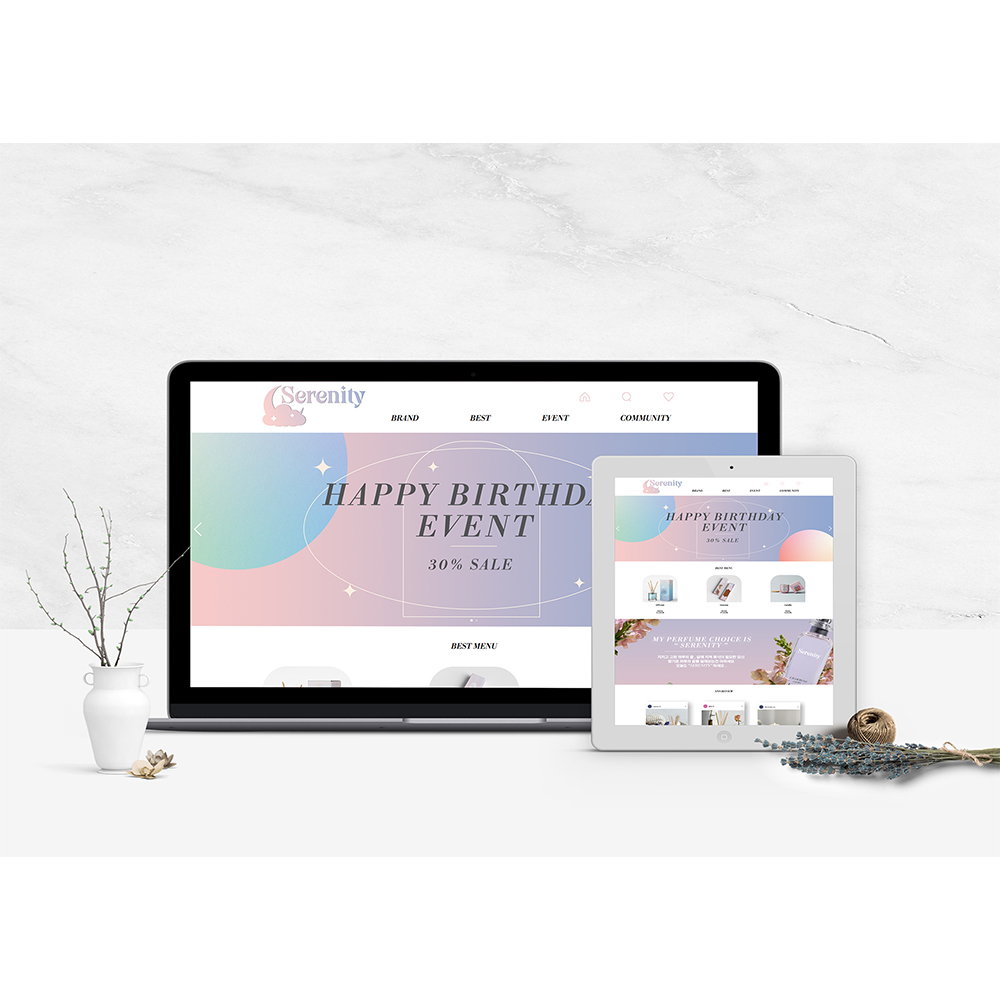 Serenity
BRAND BEST EVENT COMMUNITY
HAPPY BIRTHDA
EVENT
30% SALE
BEST MENU
Serenity
BRAND BEST EVENT COMMUNITY
HAPPY BIRTHDAY
EVENT
30% SALE
BEST MENU
MY PERFUME CHOICE IS
“ SERENITY ”
Serenity